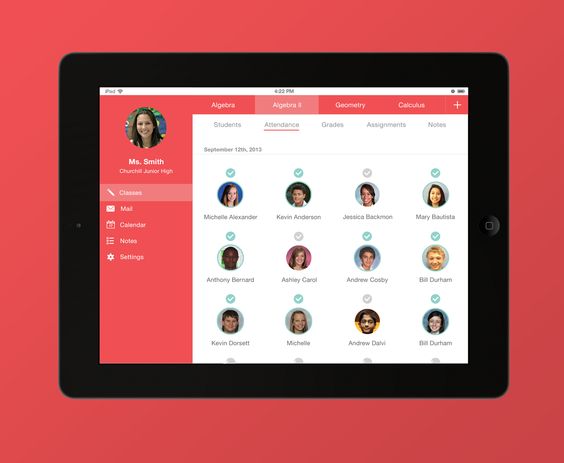 iPad 4:22 PM
Algebra Algebra II Geometry Calculus +
Students Attendance Grades Assignments Notes
September 12th, 2013
Ms. Smith
Churchill Junior High
Classes
Mail
Calendar
Notes
Settings
Michelle Alexander Kevin Anderson Jessica Backmon Mary Bautista
Anthony Bernard Ashley Carol Andrew Cosby Bill Durham
Kevin Dorsett Michelle Andrew Dalvi Bill Durham